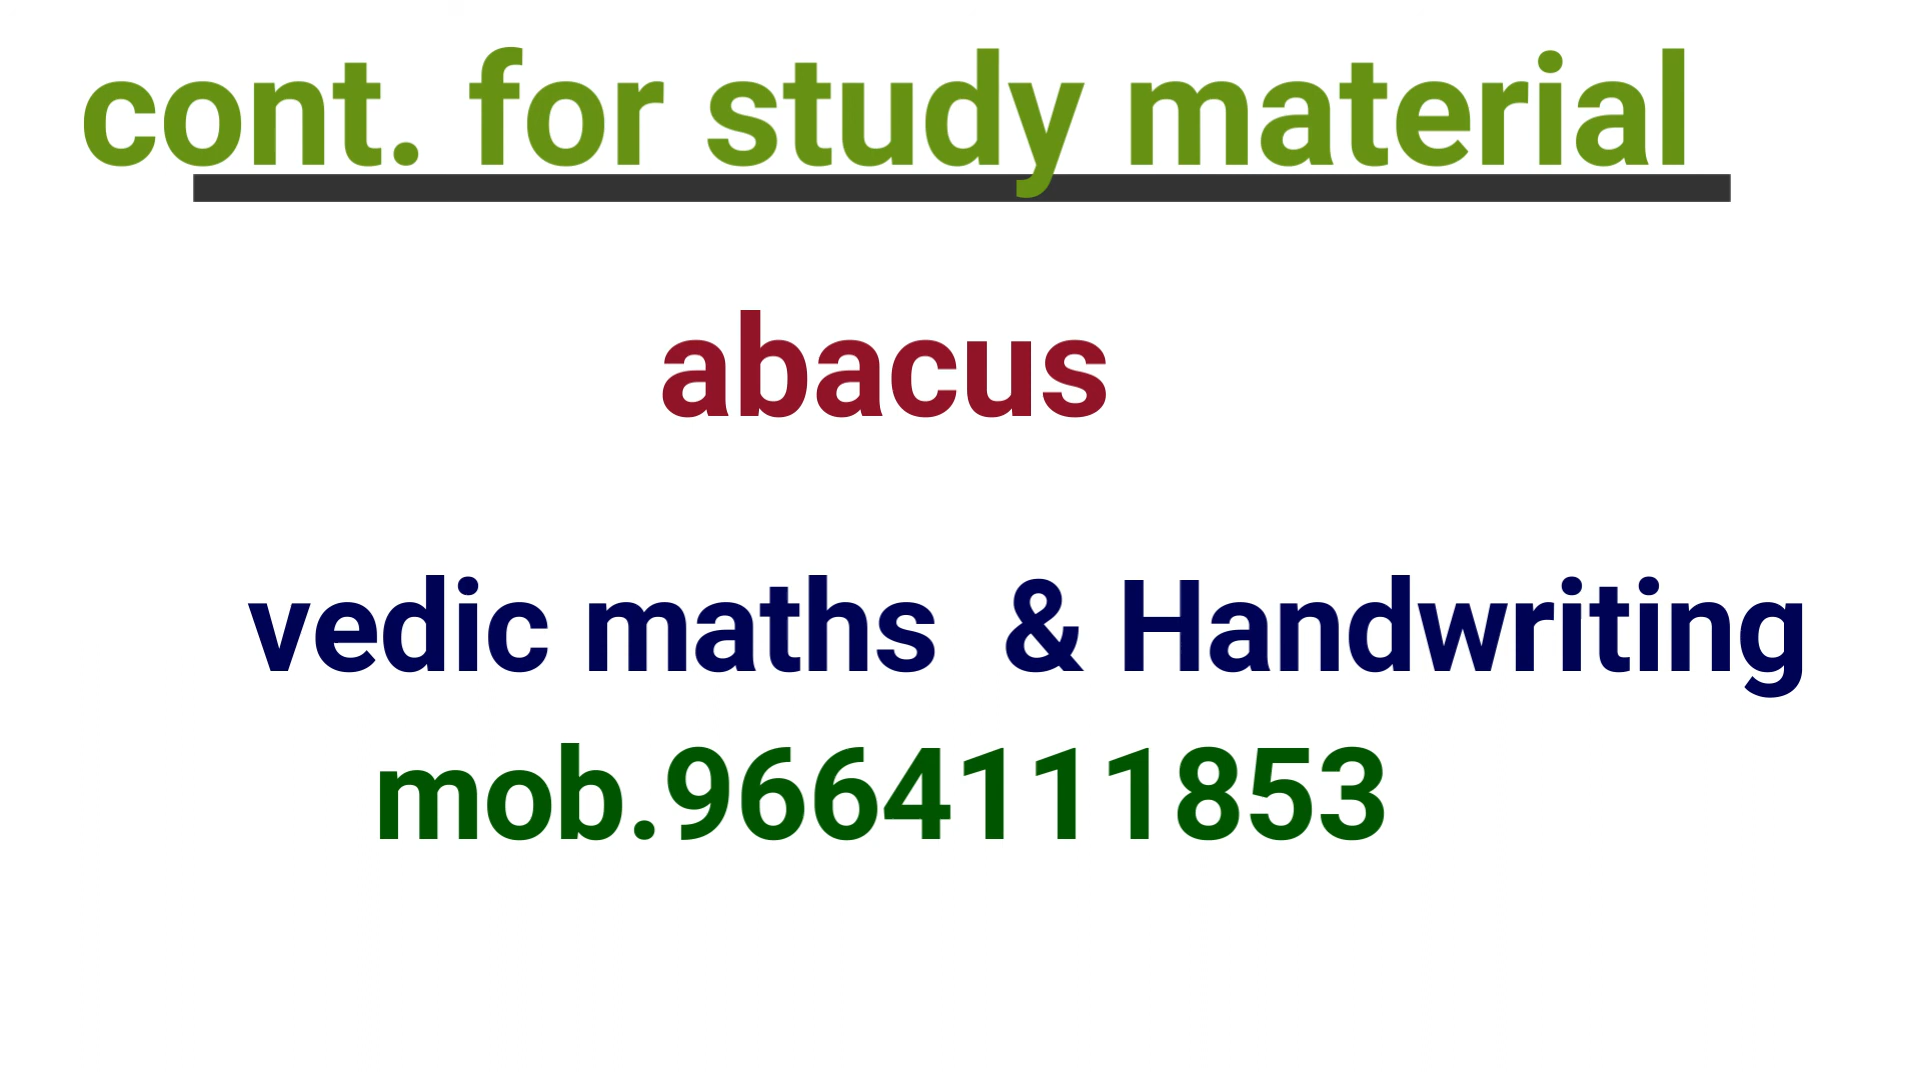 cont. for study material
abacus
vedic maths & Handwriting
mob.9664111853